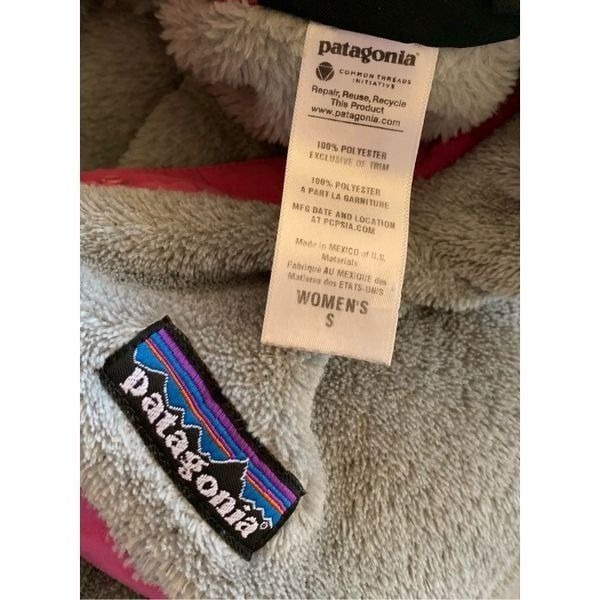 patagonia®
COMMON THREADS
INITIATIVE
Repair, Reuse, Recycle
This Product
www.patagonia.com
100% POLYESTER
EXCLUSIVE OF TRIM
100% POLYESTER
A PART LA GARNITURE
MFG DATE AND LOCATION
AT PCPSIA.COM
Made in MEXICO of U.S.
Materials
Fabriqué AU MEXIQUE des
Matieres des ETATS-UNIS
WOMEN'S
S
patagonia®